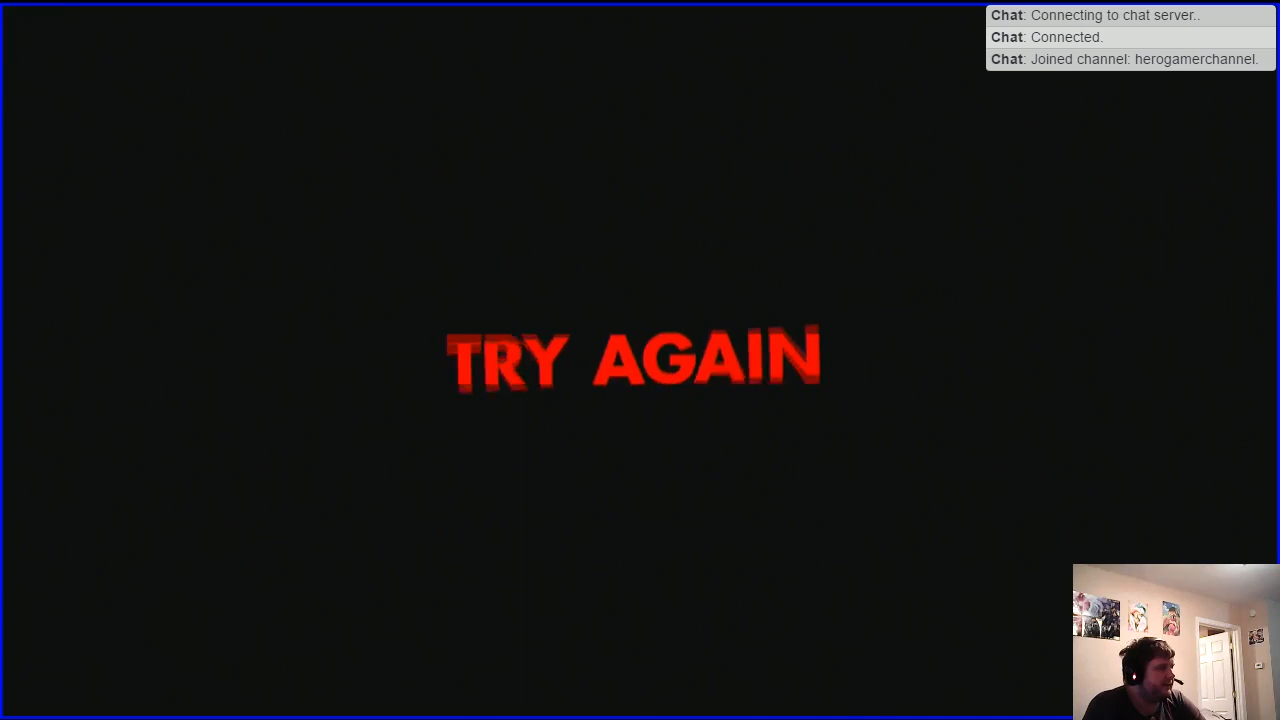 Chat: Connecting to chat server..
Chat: Connected.
Chat: Joined channel: herogamerchannel.
TRY AGAIN